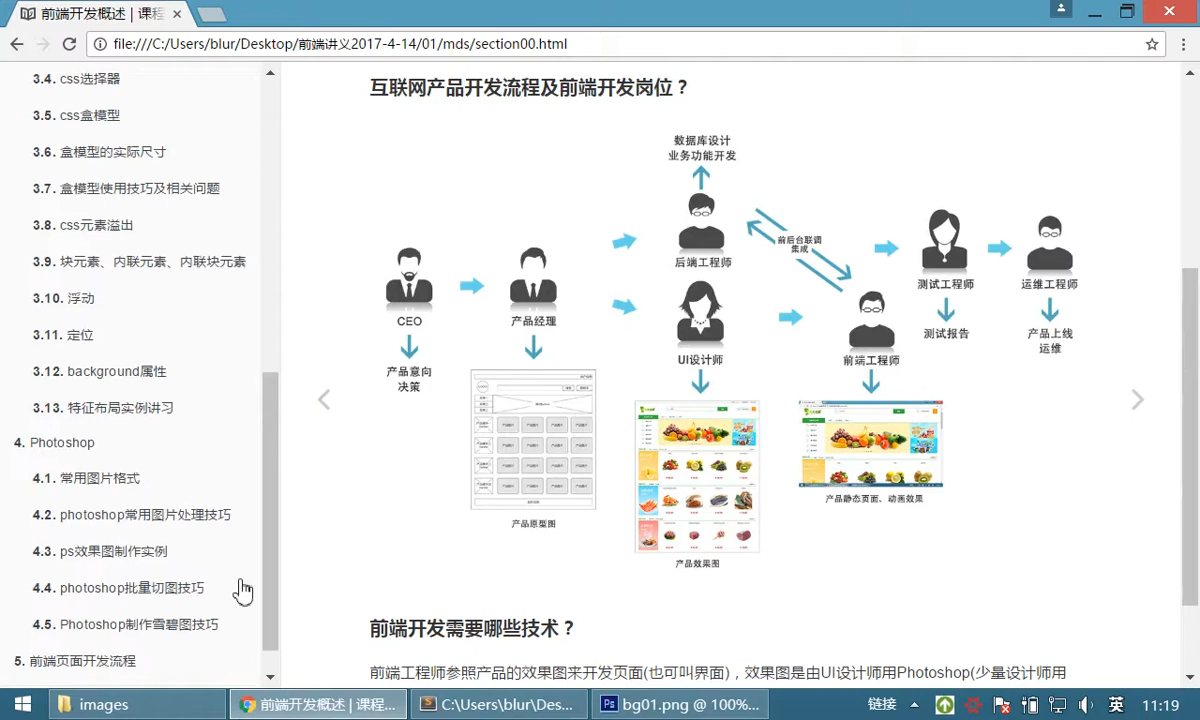 前端开发概述 | 课程
file:///C:/Users/blur/Desktop/前端讲义2017-4-14/01/mds/section00.html
3.4. css选择器
3.5. css盒模型
3.6. 盒模型的实际尺寸
3.7. 盒模型使用技巧及相关问题
3.8. css元素溢出
3.9. 块元素、内联元素、内联块元素
3.10. 浮动
3.11. 定位
3.12. background属性
3.13. 特征布局实例讲习
4. Photoshop
4.1. 常用图片格式
4.2. photoshop常用图片处理技巧
4.3. ps效果图制作实例
4.4. photoshop批量切图技巧
4.5. Photoshop制作雪碧图技巧
5. 前端页面开发流程
互联网产品开发流程及前端开发岗位？
数据库设计
业务功能开发
后端工程师
前后台联调
集成
CEO
产品意向
决策
产品经理
产品原型图
UI设计师
产品效果图
前端工程师
产品静态页面、动画效果
测试工程师
测试报告
运维工程师
产品上线
运维
前端开发需要哪些技术？
前端工程师参照产品的效果图来开发页面(也可叫界面)，效果图是由UI设计师用Photoshop(少量设计师用
images
前端开发概述 | 课程...
C:\Users\blur\Des...
Ps bg01.png @ 100%...
链接
英
11:19